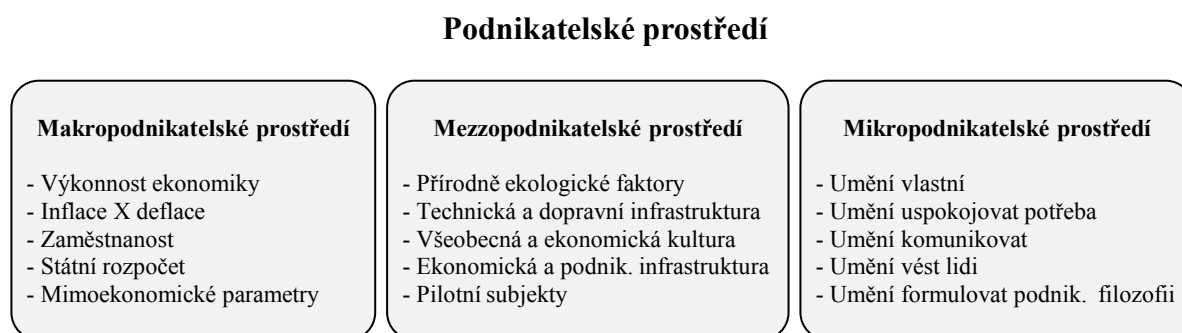 Podnikatelské prostředí
Makropodnikatelské prostředí
- Výkonnost ekonomiky
- Inflace X deflace
- Zaměstnanost
- Státní rozpočet
- Mimoekonomické parametry
Mezzopodnikatelské prostředí
- Přírodně ekologické faktory
- Technická a dopravní infrastruktura
- Všeobecná a ekonomická kultura
- Ekonomická a podnik. infrastruktura
- Pilotní subjekty
Mikropodnikatelské prostředí
- Umění vlastní
- Umění uspokojovat potřeba
- Umění komunikovat
- Umění vést lidi
- Umění formulovat podnik. filozofii